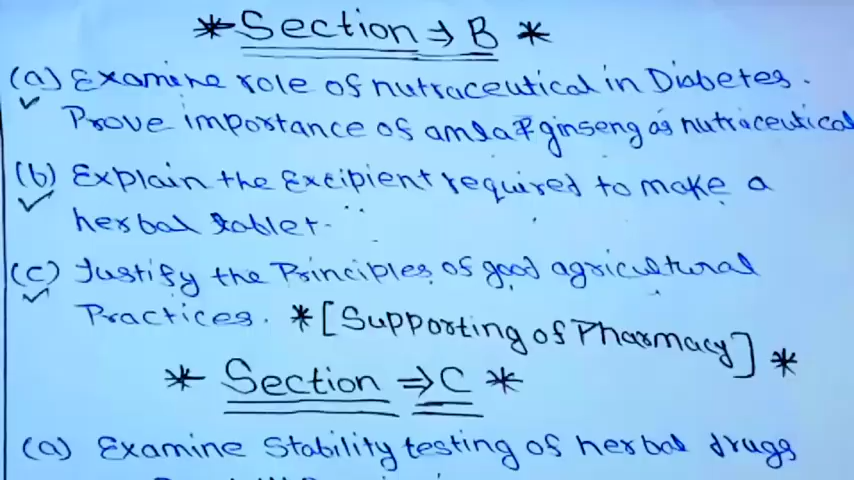 *Section ⇒ B *
(a) Examine role of nutraceutical in Diabetes.
Prove importance of amla & ginseng as nutraceutical
(b) Explain the Excipient required to make a
herbal tablet.
(c) Justify the Principles of good agricultural
Practices. *[Supporting of Pharmacy]*
* Section ⇒ C *
(a) Examine Stability testing of herbal drugs